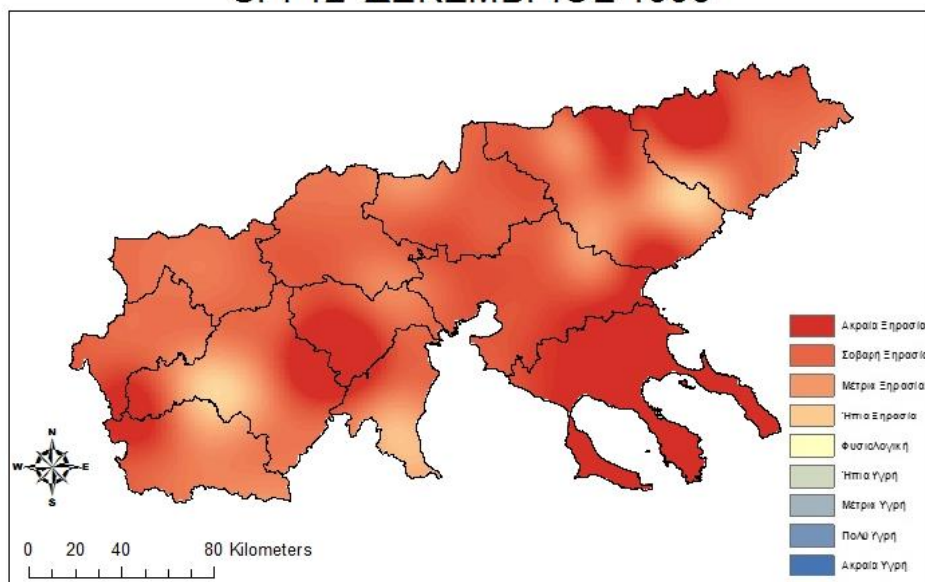 Ακραία Ξηρασία
Σοβαρή Ξηρασία
Μέτρια Ξηρασία
Ήπια Ξηρασία
Φυσιολογική
Ήπια Υγρή
Μέτρια Υγρή
Πολύ Υγρή
Ακραία Υγρή
N
W E
S
0 20 40 80 Kilometers